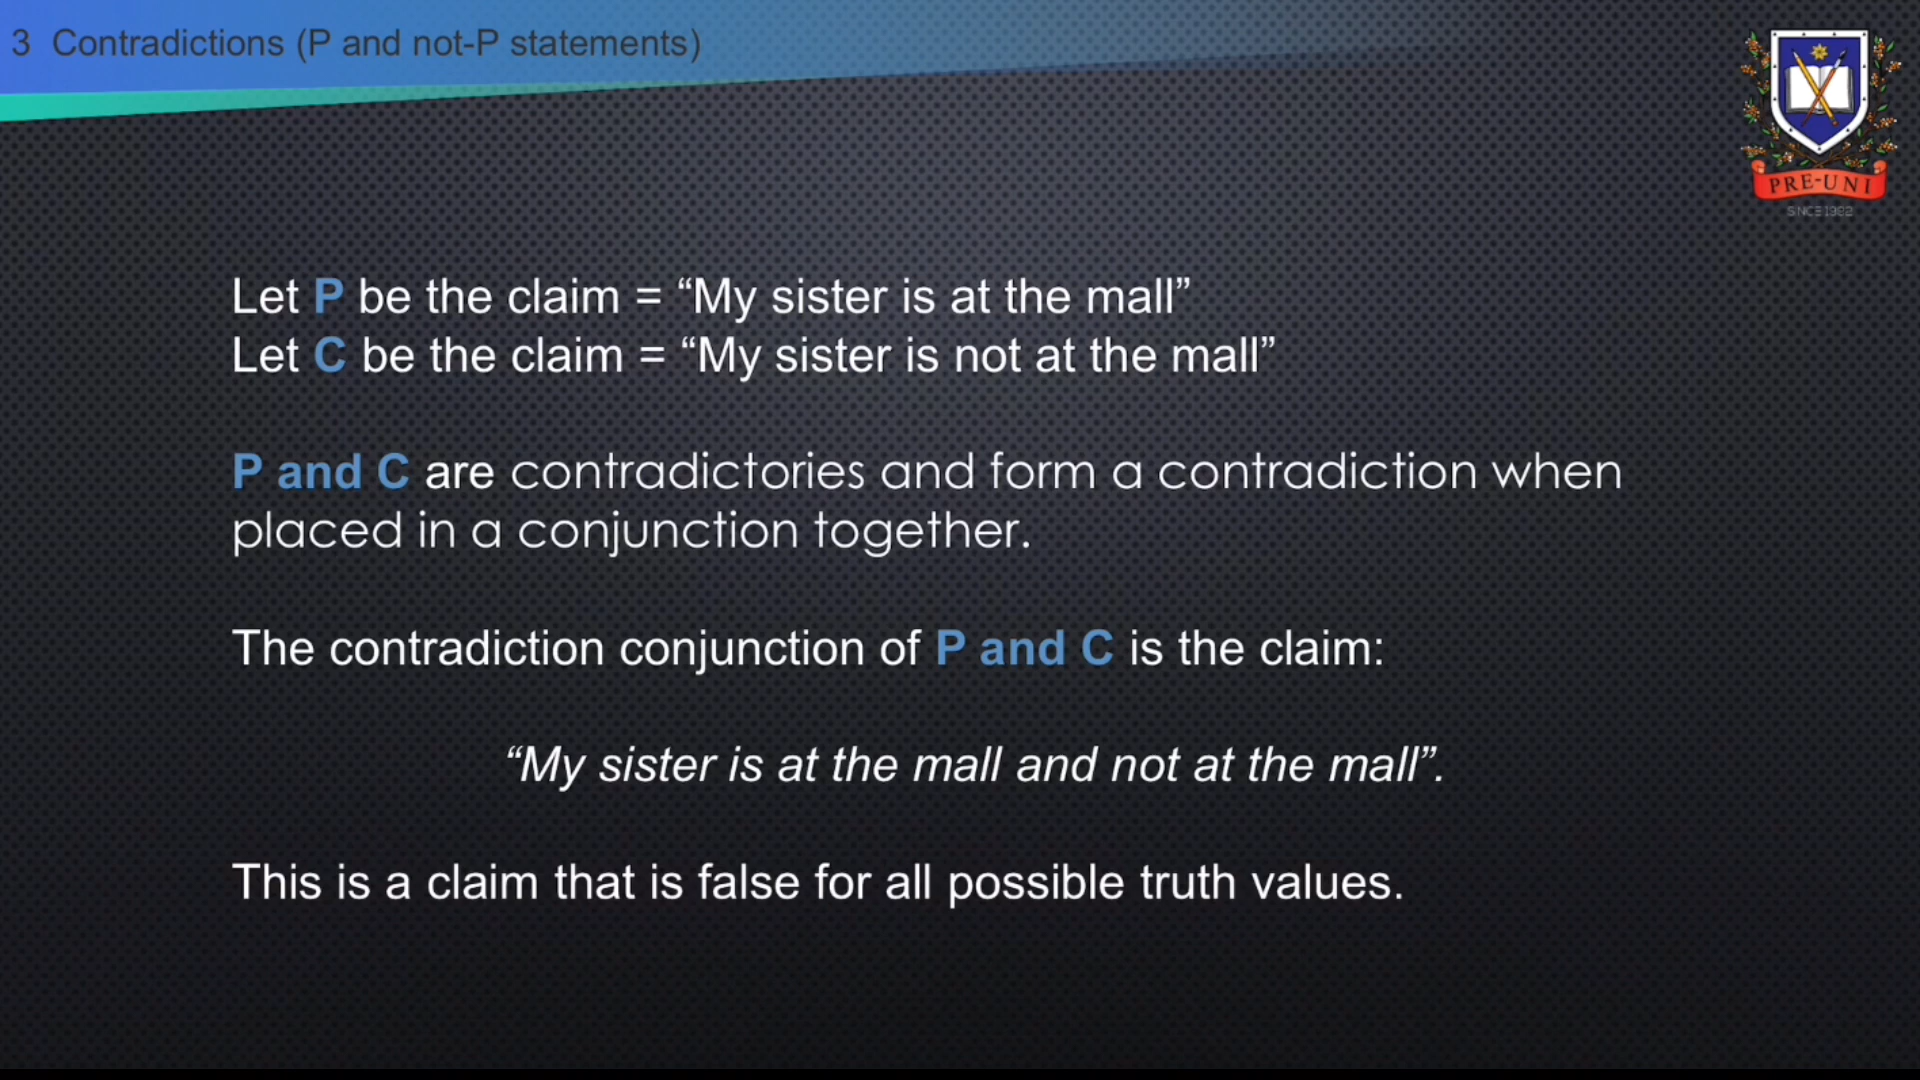 3 Contradictions (P and not-P statements)
PRE-UNI
SINCE 1982
Let P be the claim = “My sister is at the mall”
Let C be the claim = “My sister is not at the mall”
P and C are contradictories and form a contradiction when
placed in a conjunction together.
The contradiction conjunction of P and C is the claim:
“My sister is at the mall and not at the mall”.
This is a claim that is false for all possible truth values.